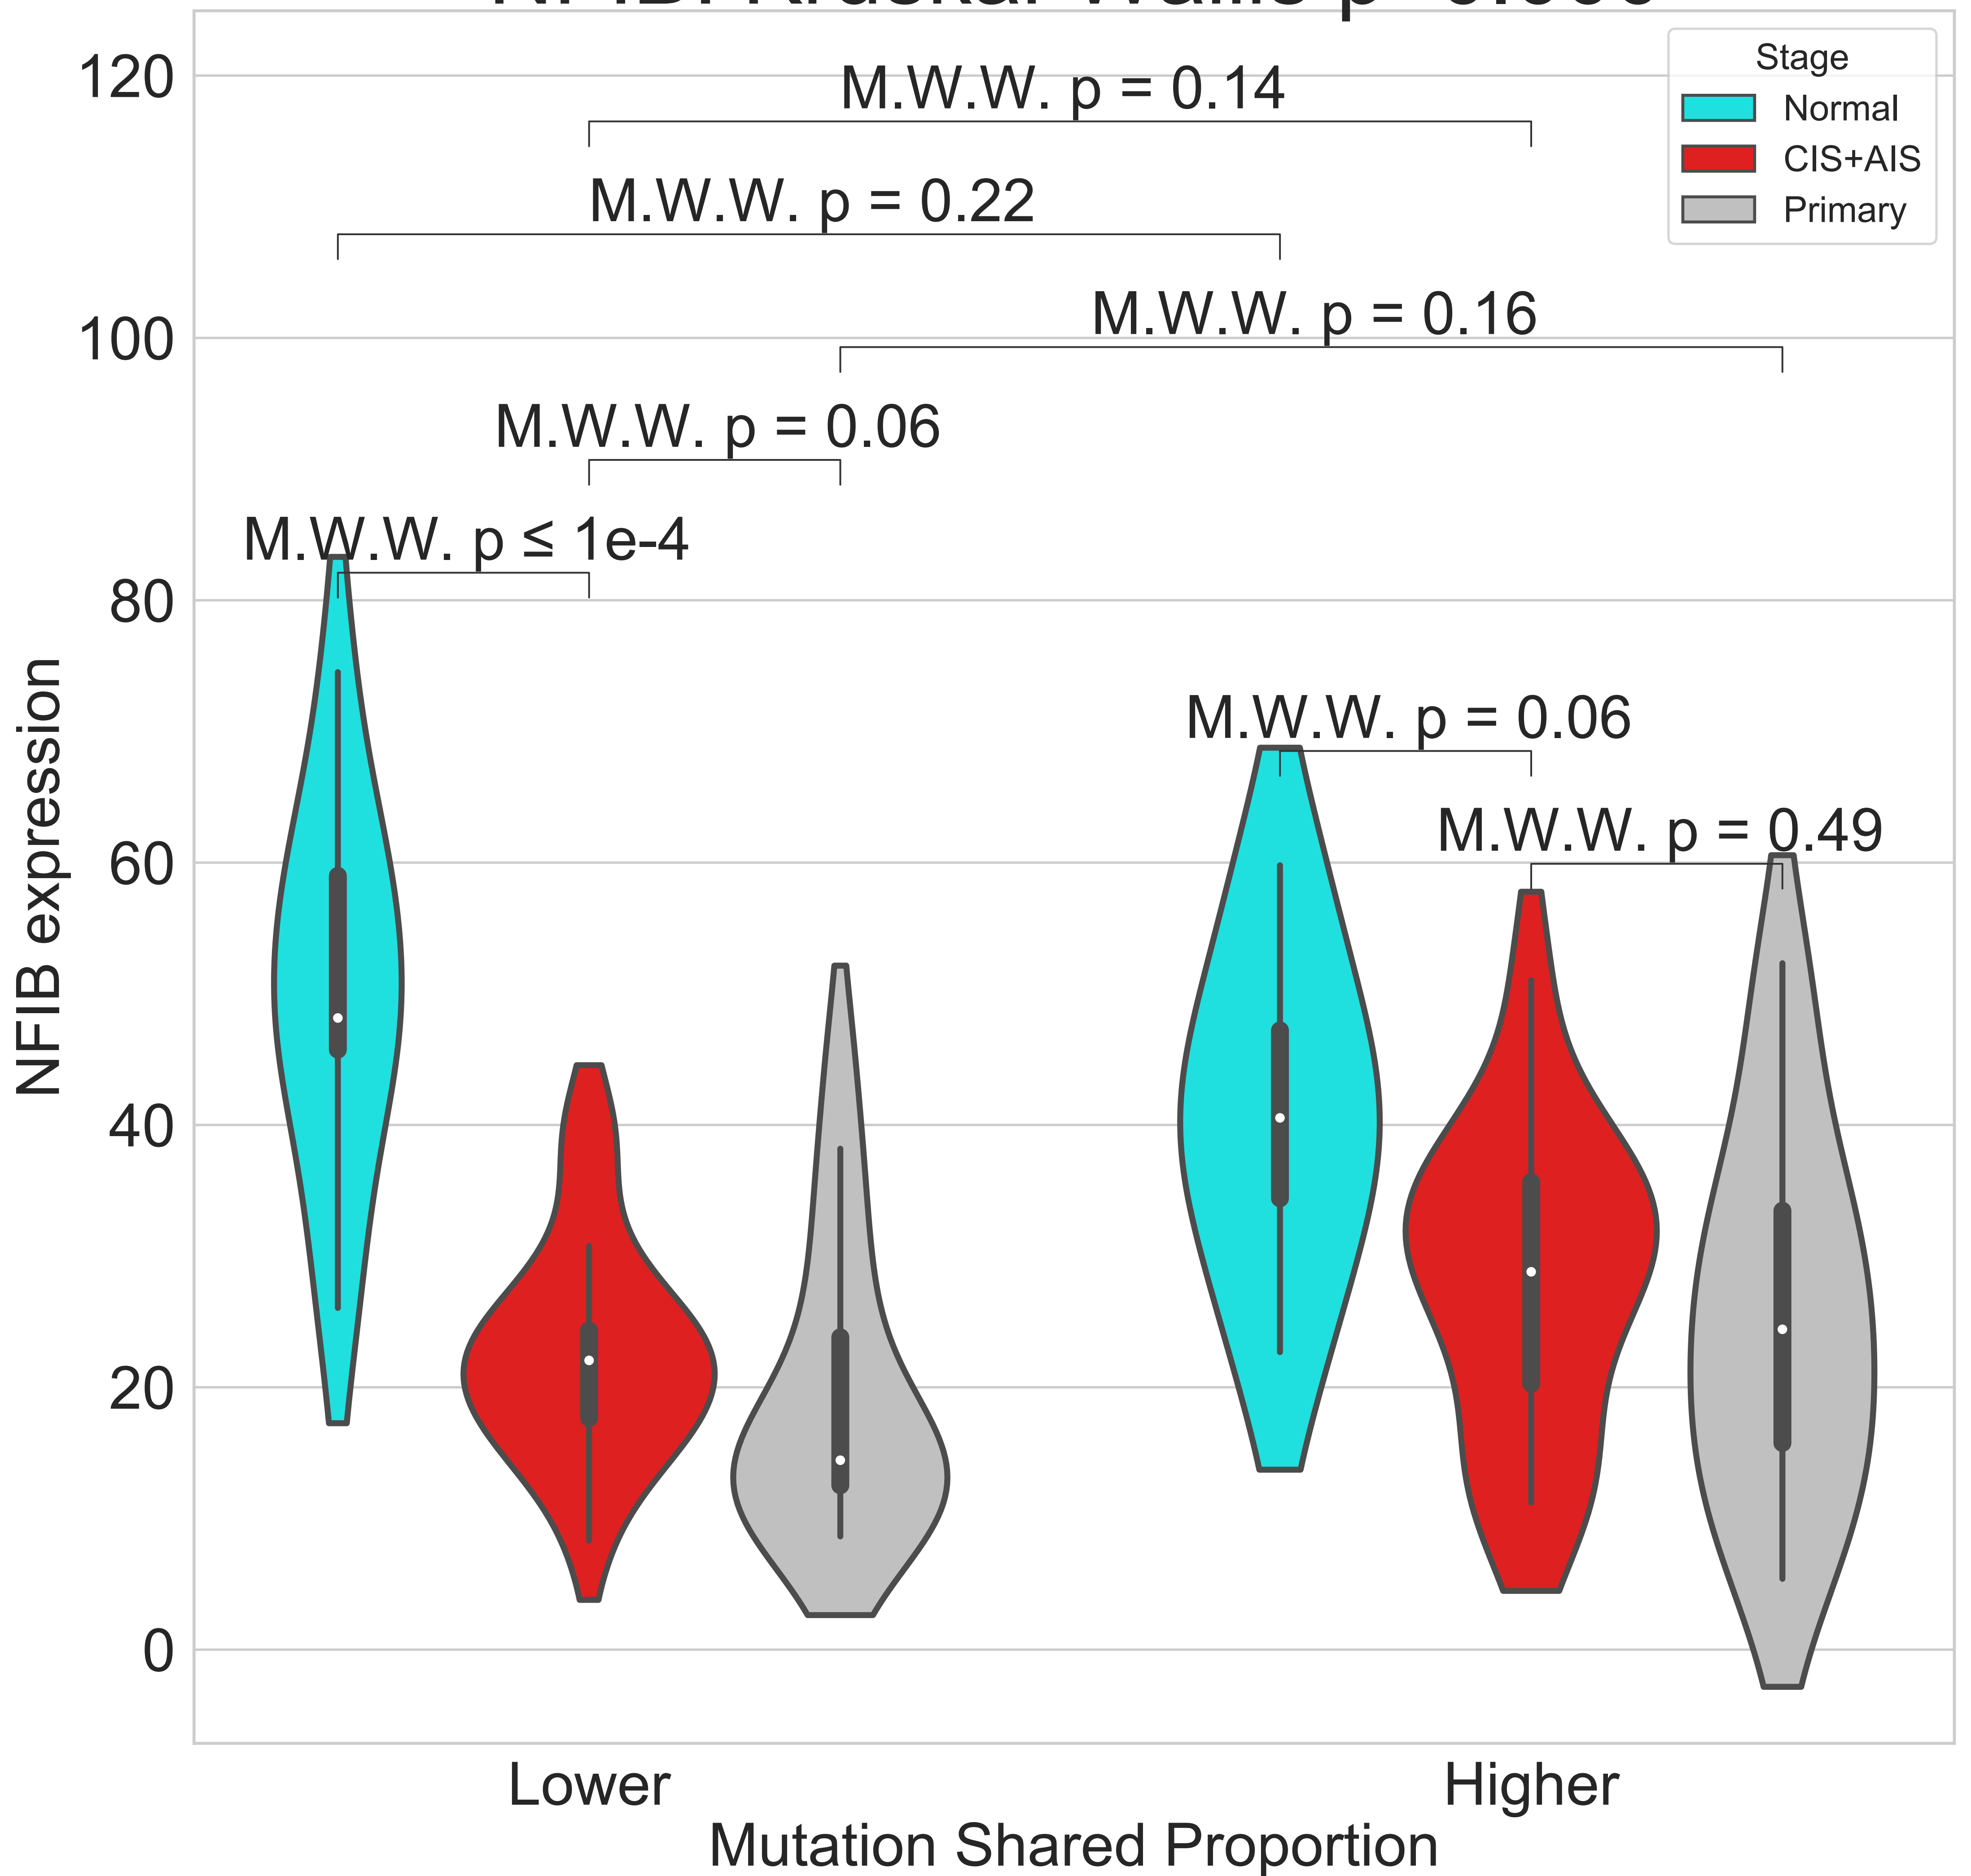 120
100
80
60
40
20
0
NFIB expression
M.W.W. p = 0.14
M.W.W. p = 0.22
M.W.W. p = 0.16
M.W.W. p = 0.06
M.W.W. p ≤ 1e-4
M.W.W. p = 0.06
M.W.W. p = 0.49
Stage
Normal
CIS+AIS
Primary
Lower
Higher
Mutation Shared Proportion